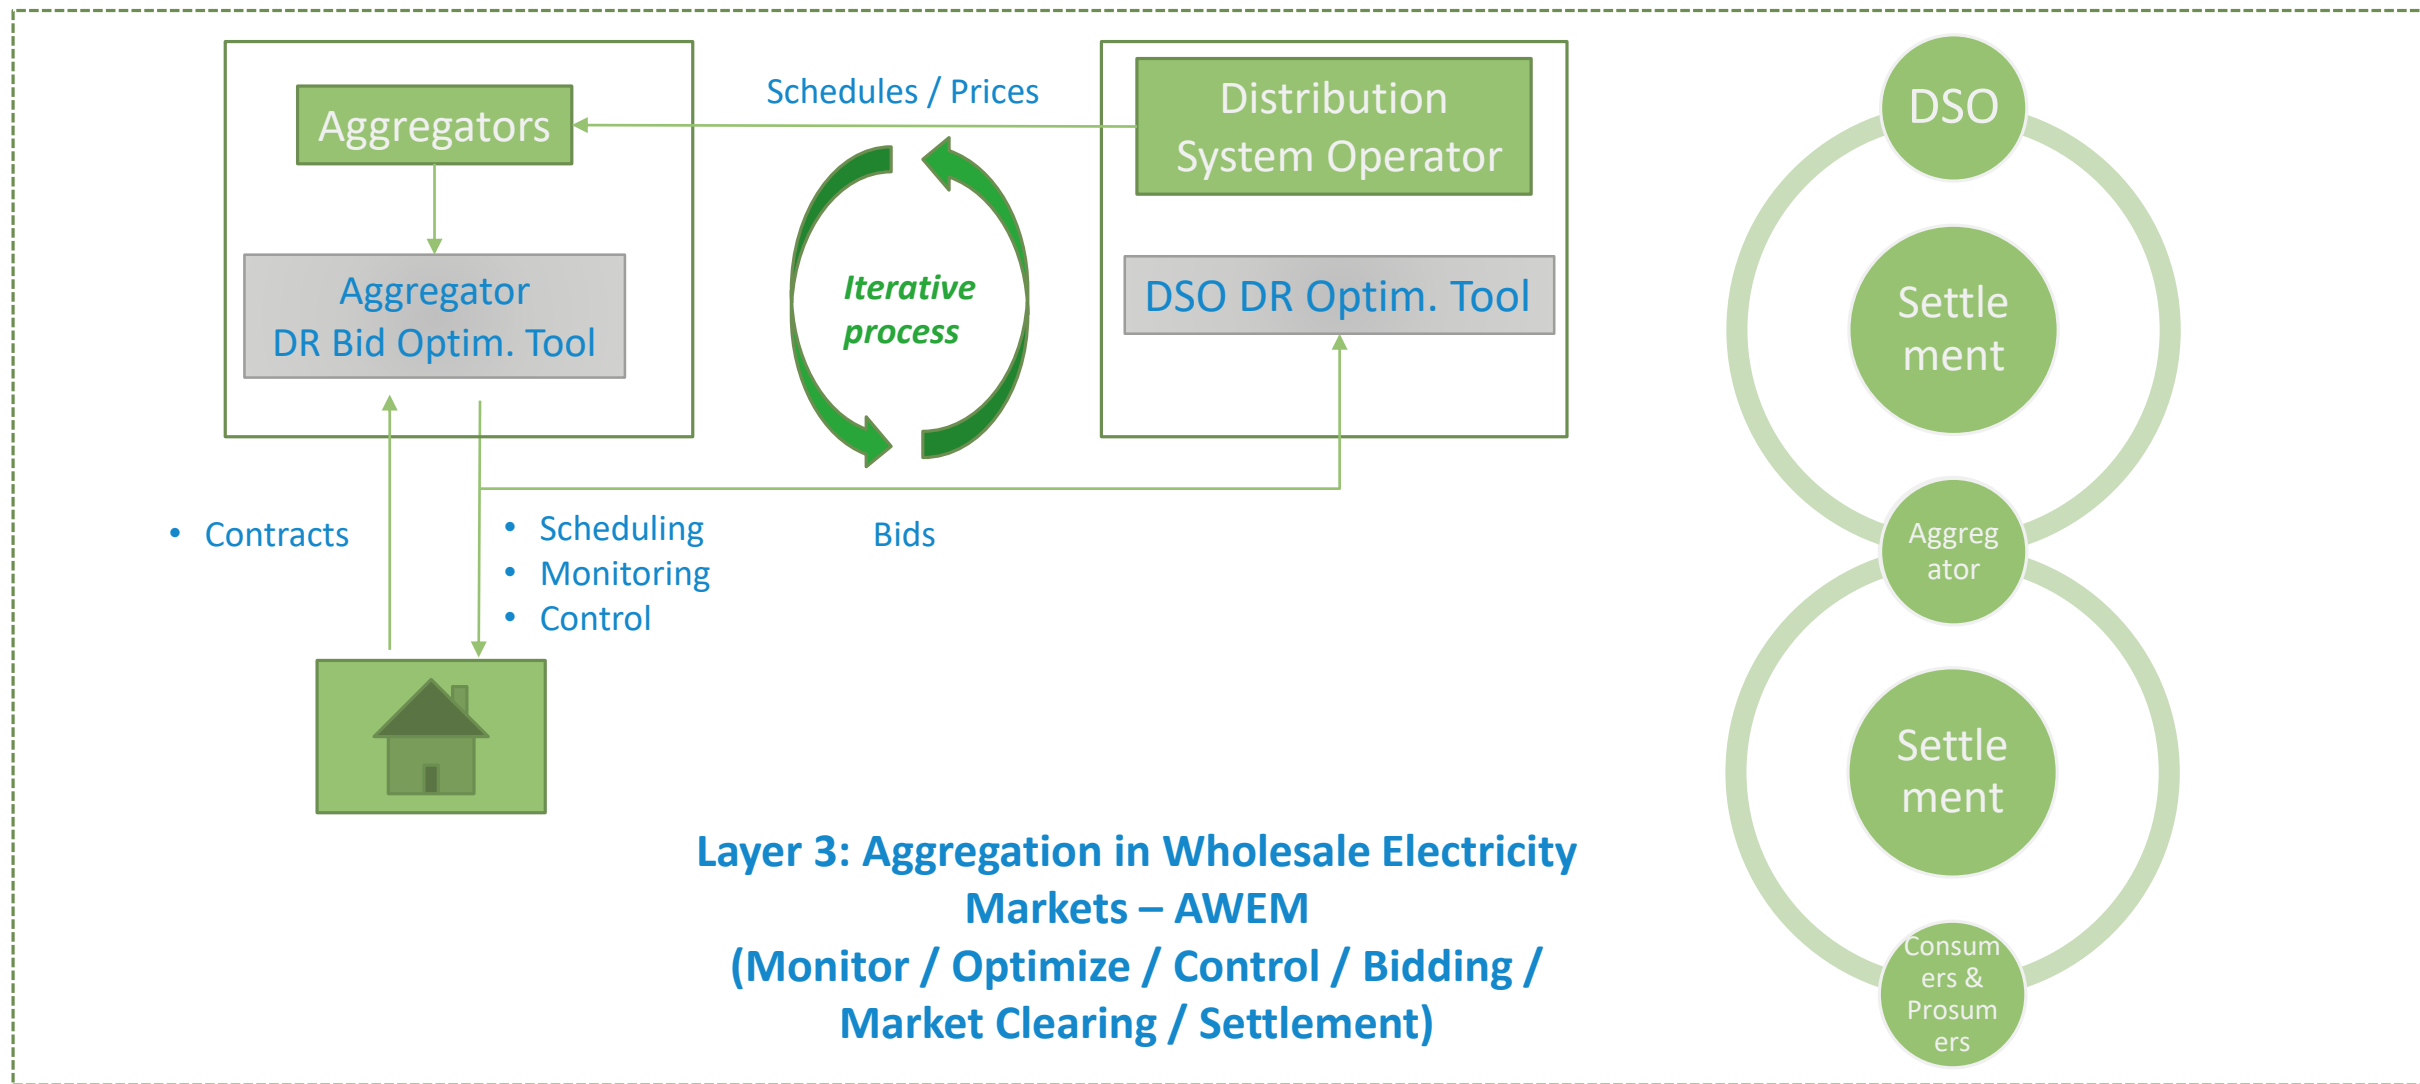 Schedules / Prices
Aggregators
Distribution
System Operator
Aggregator
DR Bid Optim. Tool
Iterative
process
DSO DR Optim. Tool
• Contracts
• Scheduling
• Monitoring
• Control
Bids
Layer 3: Aggregation in Wholesale Electricity
Markets – AWEM
(Monitor / Optimize / Control / Bidding /
Market Clearing / Settlement)
DSO
Settle
ment
Aggreg
ator
Settle
ment
Consum
ers &
Prosum
ers